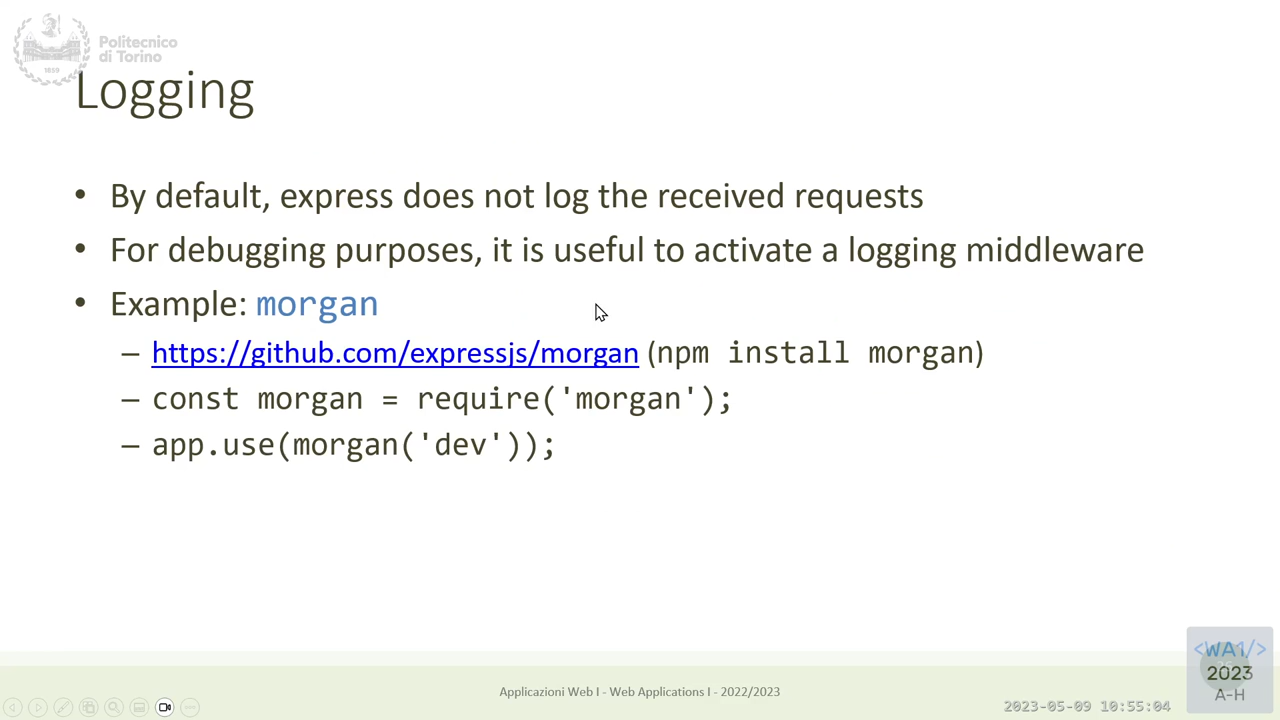 Politecnico
di Torino
1859
Logging
• By default, express does not log the received requests
• For debugging purposes, it is useful to activate a logging middleware
• Example: morgan
– https://github.com/expressjs/morgan (npm install morgan)
– const morgan = require('morgan');
– app.use(morgan('dev'));
Applicazioni Web I - Web Applications I - 2022/2023
2023-05-09 10:55:04
<WA1/>
2023
A-H